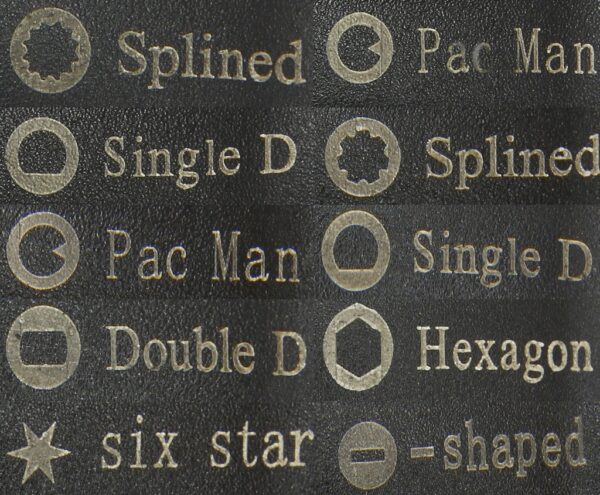 Splined
Pac Man
Single D
Splined
Pac Man
Single D
Double D
Hexagon
six star
-shaped